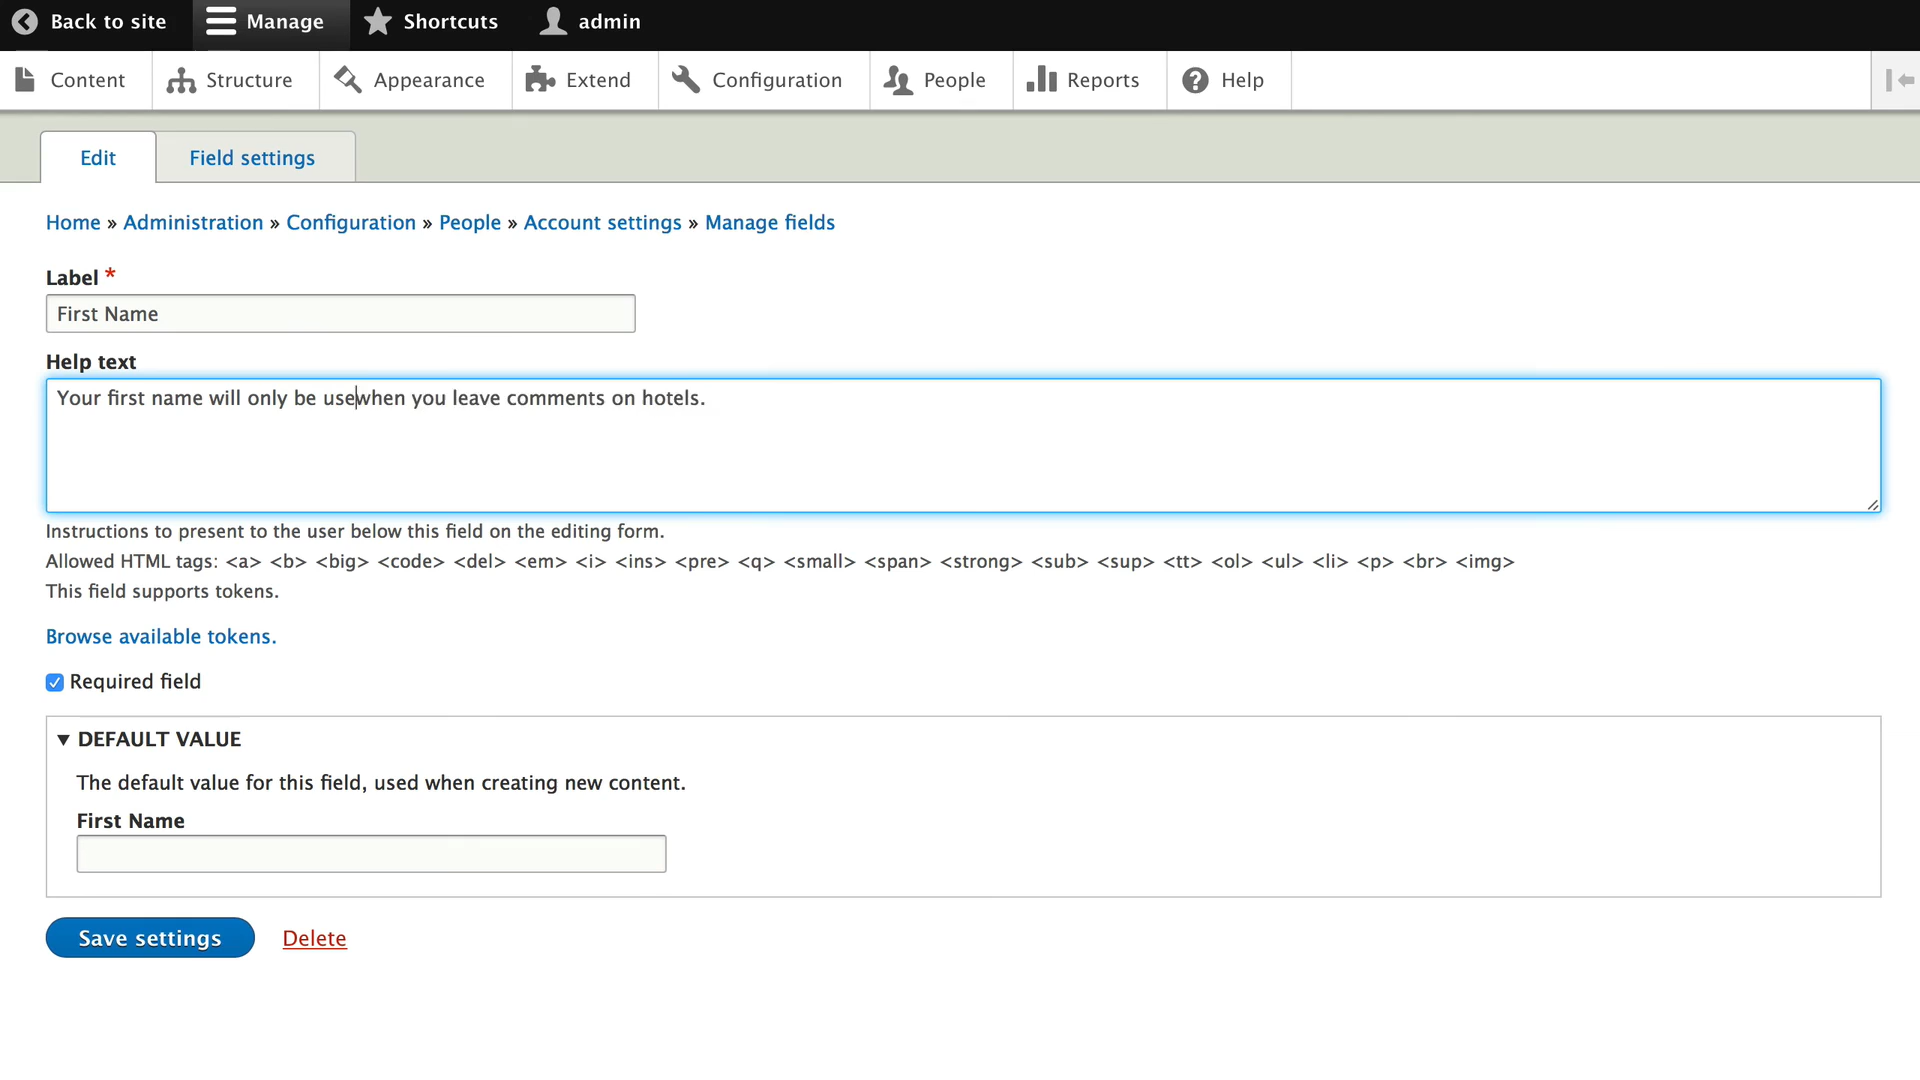 Back to site Manage Shortcuts admin
Content Structure Appearance Extend Configuration People Reports Help
Edit Field settings
Home » Administration » Configuration » People » Account settings » Manage fields
Label *
First Name
Help text
Your first name will only be usewhen you leave comments on hotels.
Instructions to present to the user below this field on the editing form.
Allowed HTML tags: <a> <b> <big> <code> <del> <em> <i> <ins> <pre> <q> <small> <span> <strong> <sub> <sup> <tt> <ol> <ul> <li> <p> <br> <img>
This field supports tokens.
Browse available tokens.
Required field
DEFAULT VALUE
The default value for this field, used when creating new content.
First Name
Save settings Delete